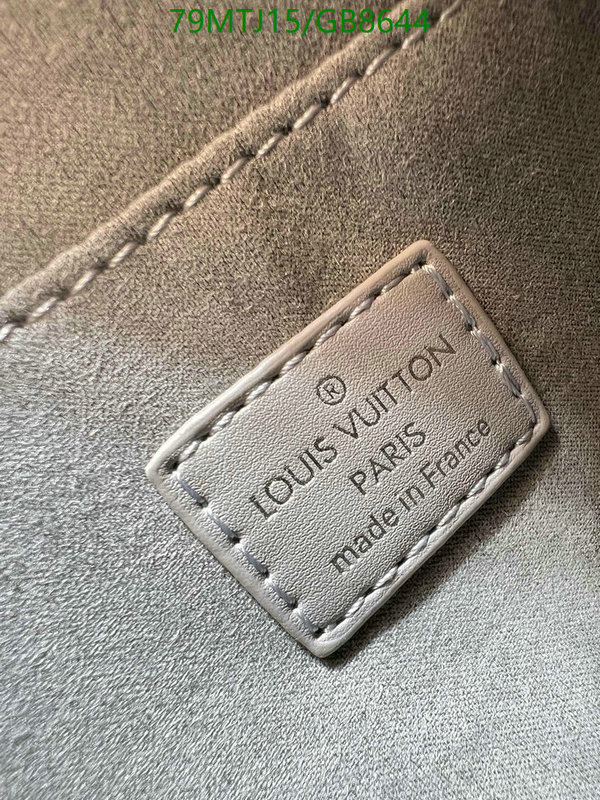 79MTJ15/GB8644
®
LOUIS VUITTON
PARIS
made in France